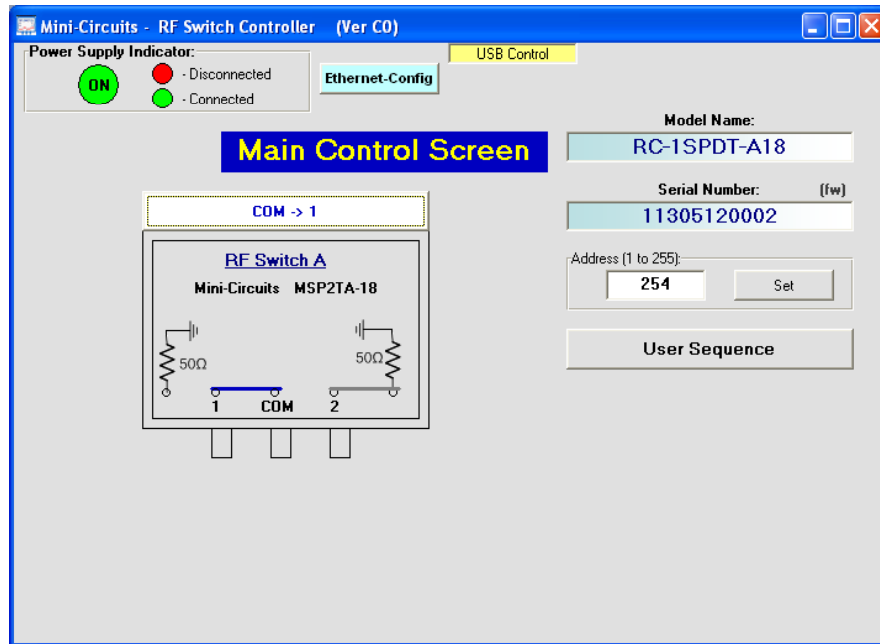 Mini-Circuits - RF Switch Controller (Ver C0)
Power Supply Indicator:
ON
- Disconnected
- Connected
Ethernet-Config
USB Control
Main Control Screen
Model Name:
RC-1SPDT-A18
Serial Number: (fw)
11305120002
Address (1 to 255):
254 Set
User Sequence
COM -> 1
RF Switch A
Mini-Circuits MSP2TA-18
50Ω 50Ω
1 COM 2